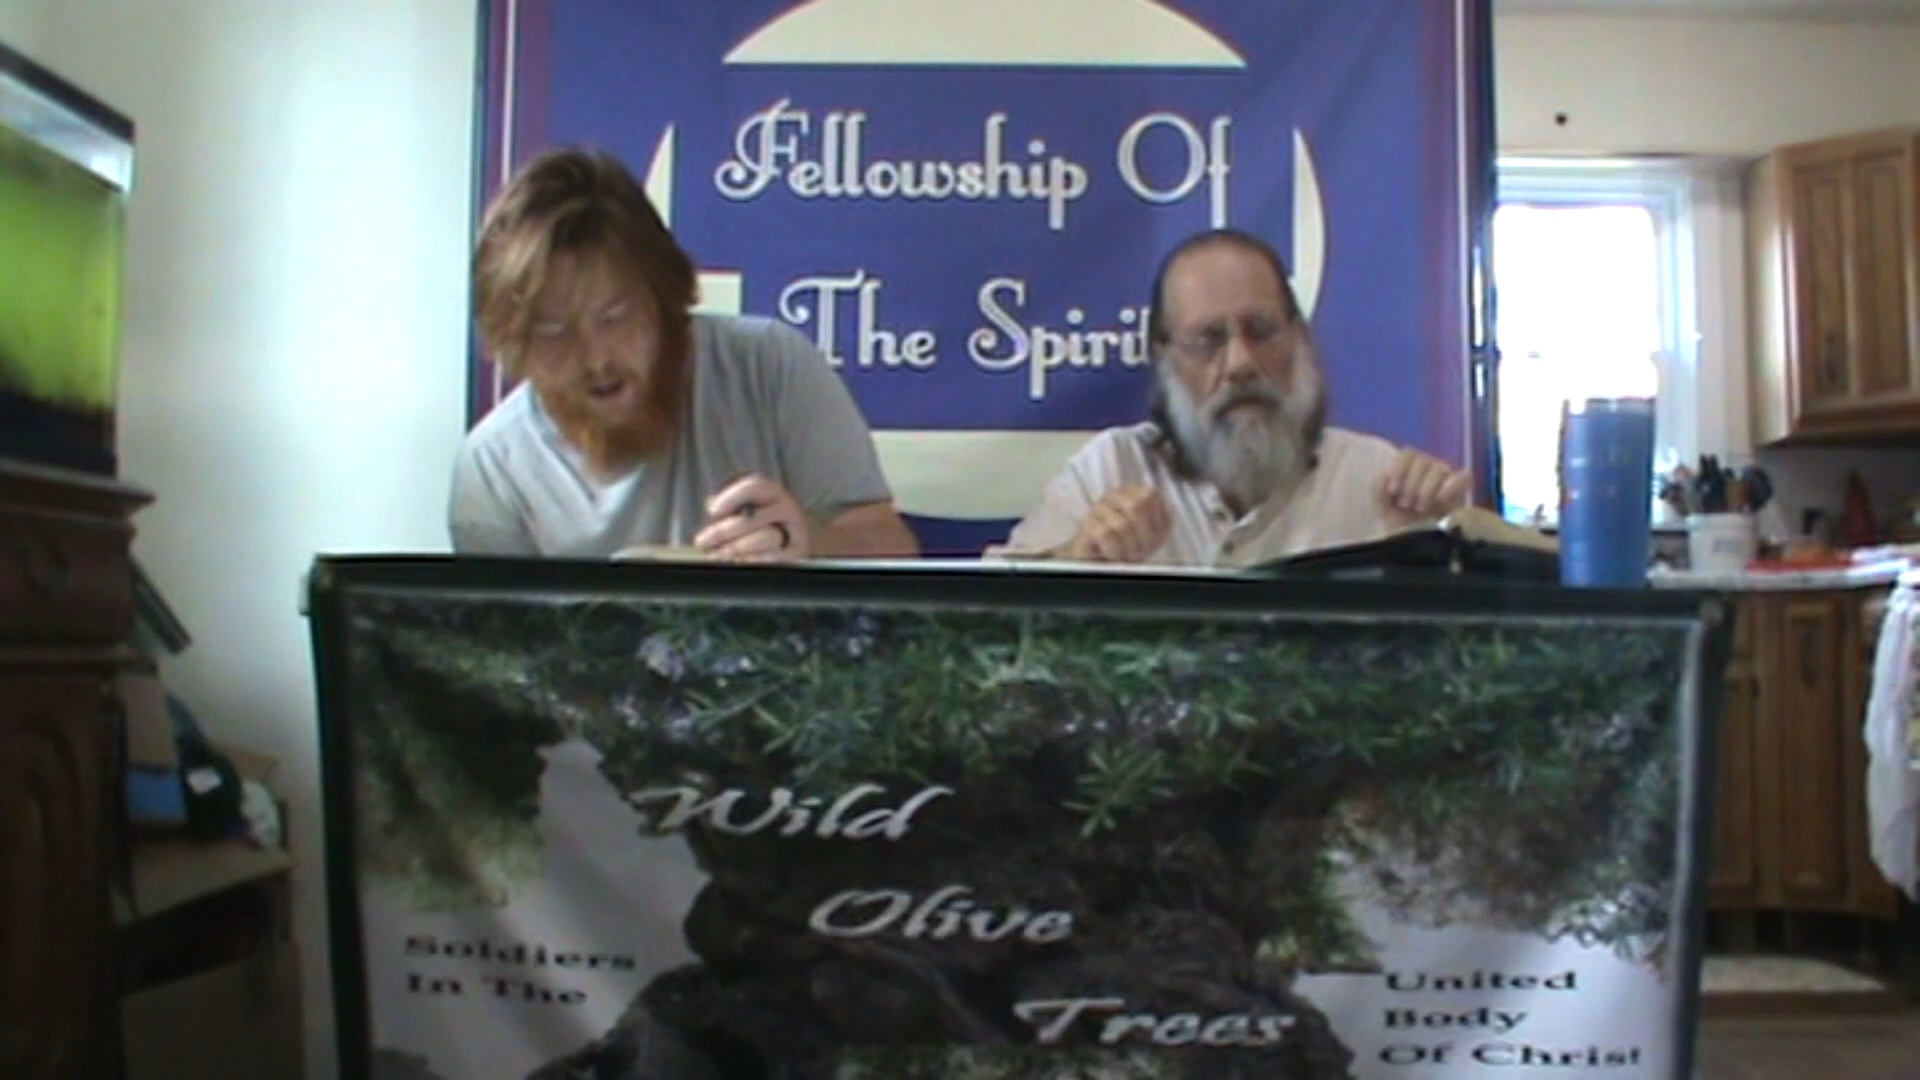 Fellowship Of
The Spirit
Wild
Olive
Trees
Soldiers
In The
United
Body
Of Christ